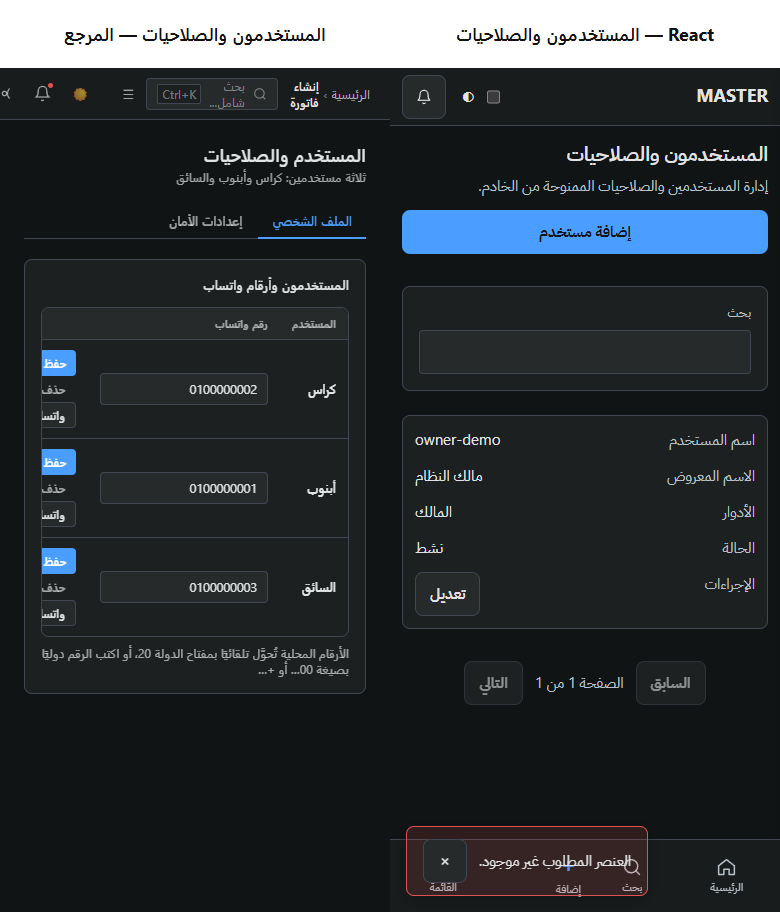 React — المستخدمون والصلاحيات
MASTER
المستخدمون والصلاحيات
إدارة المستخدمين والصلاحيات الممنوحة من الخادم.
إضافة مستخدم
بحث
اسم المستخدم owner-demo
الاسم المعروض مالك النظام
الأدوار المالك
الحالة نشط
الإجراءات تعديل
السابق الصفحة 1 من 1 التالي
العنصر المطلوب غير موجود. ×
الرئيسية بحث إضافة القائمة
المستخدمون والصلاحيات — المرجع
الرئيسية › إنشاء فاتورة بحث شامل... Ctrl+K
المستخدم والصلاحيات
ثلاثة مستخدمين: كراس وأبنوب والسائق
الملف الشخصي إعدادات الأمان
المستخدمون وأرقام واتساب
المستخدم رقم واتساب
كراس 0100000002 حفظ
حذف
واتسا
أبنوب 0100000001 حفظ
حذف
واتسا
السائق 0100000003 حفظ
حذف
واتسا
الأرقام المحلية تُحوَّل تلقائيًا بمفتاح الدولة 20، أو اكتب الرقم دوليًا
بصيغة 00... أو +...